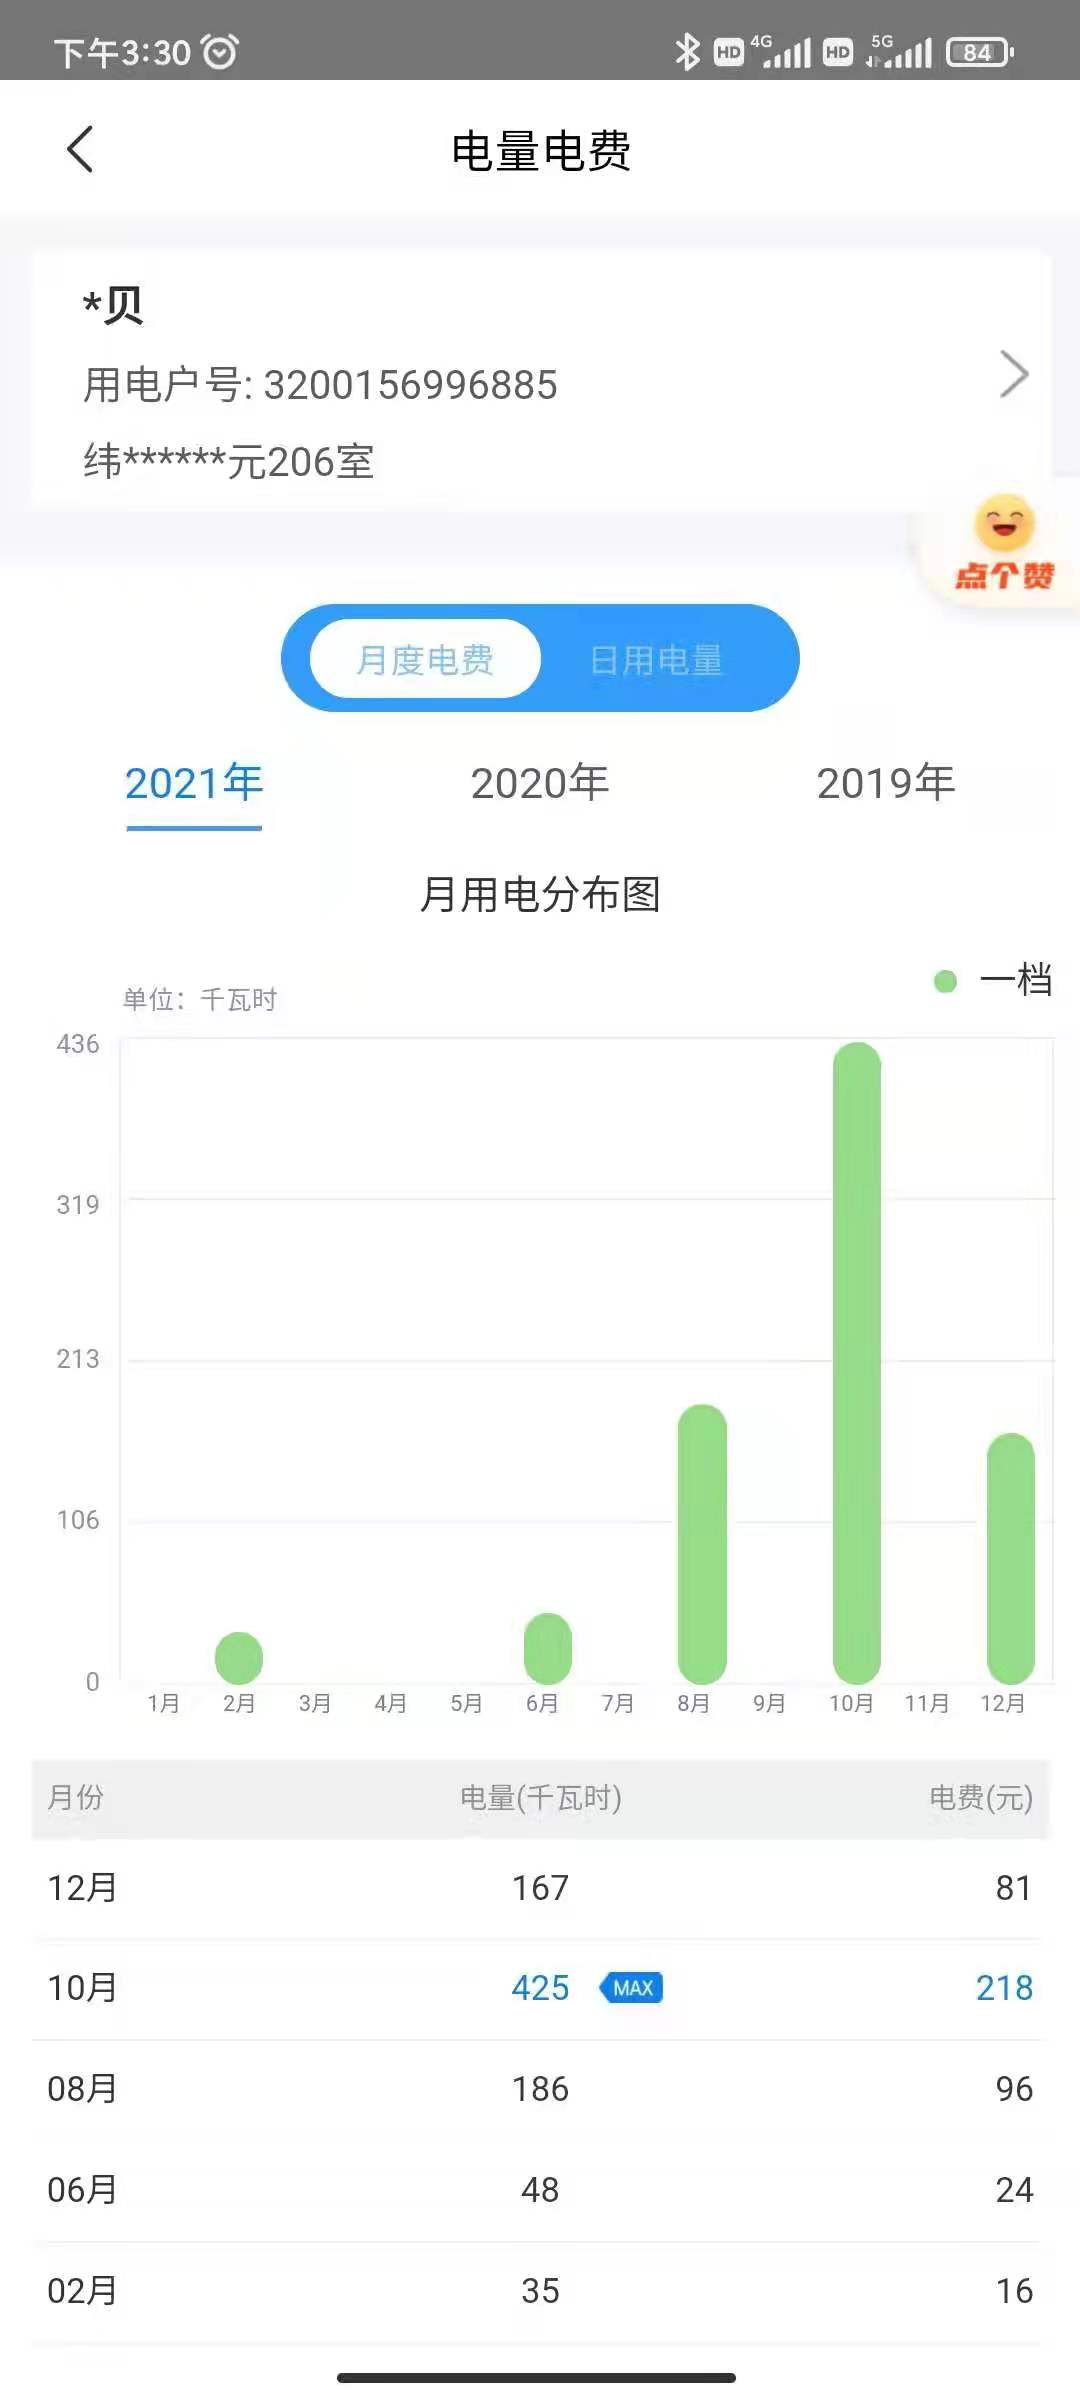 下午3:30 HD 4G HD 5G 84
电量电费
*贝
用电户号: 3200156996885
纬******元206室
点个赞
月度电费 日用电量
2021年 2020年 2019年
月用电分布图
一档
单位：千瓦时
436
319
213
106
0
1月 2月 3月 4月 5月 6月 7月 8月 9月 10月 11月 12月
月份 电量(千瓦时) 电费(元)
12月 167 81
10月 425 MAX 218
08月 186 96
06月 48 24
02月 35 16